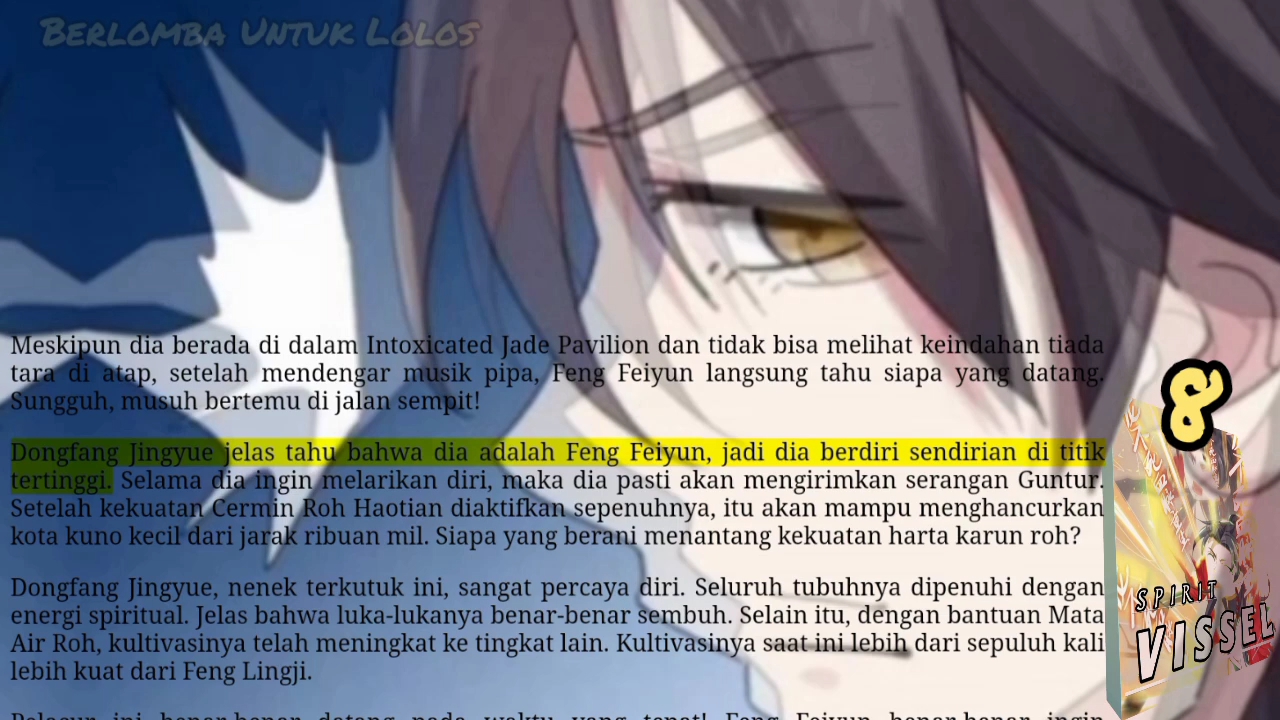 Berlomba Untuk Lolos
Meskipun dia berada di dalam Intoxicated Jade Pavilion dan tidak bisa melihat keindahan tiada
tara di atap, setelah mendengar musik pipa, Feng Feiyun langsung tahu siapa yang datang.
Sungguh, musuh bertemu di jalan sempit!
Dongfang Jingyue jelas tahu bahwa dia adalah Feng Feiyun, jadi dia berdiri sendirian di titik
tertinggi. Selama dia ingin melarikan diri, maka dia pasti akan mengirimkan serangan Guntur.
Setelah kekuatan Cermin Roh Haotian diaktifkan sepenuhnya, itu akan mampu menghancurkan
kota kuno kecil dari jarak ribuan mil. Siapa yang berani menantang kekuatan harta karun roh?
Dongfang Jingyue, nenek terkutuk ini, sangat percaya diri. Seluruh tubuhnya dipenuhi dengan
energi spiritual. Jelas bahwa luka-lukanya benar-benar sembuh. Selain itu, dengan bantuan Mata
Air Roh, kultivasinya telah meningkat ke tingkat lain. Kultivasinya saat ini lebih dari sepuluh kali
lebih kuat dari Feng Lingji.
8
SPIRIT
VISSEL